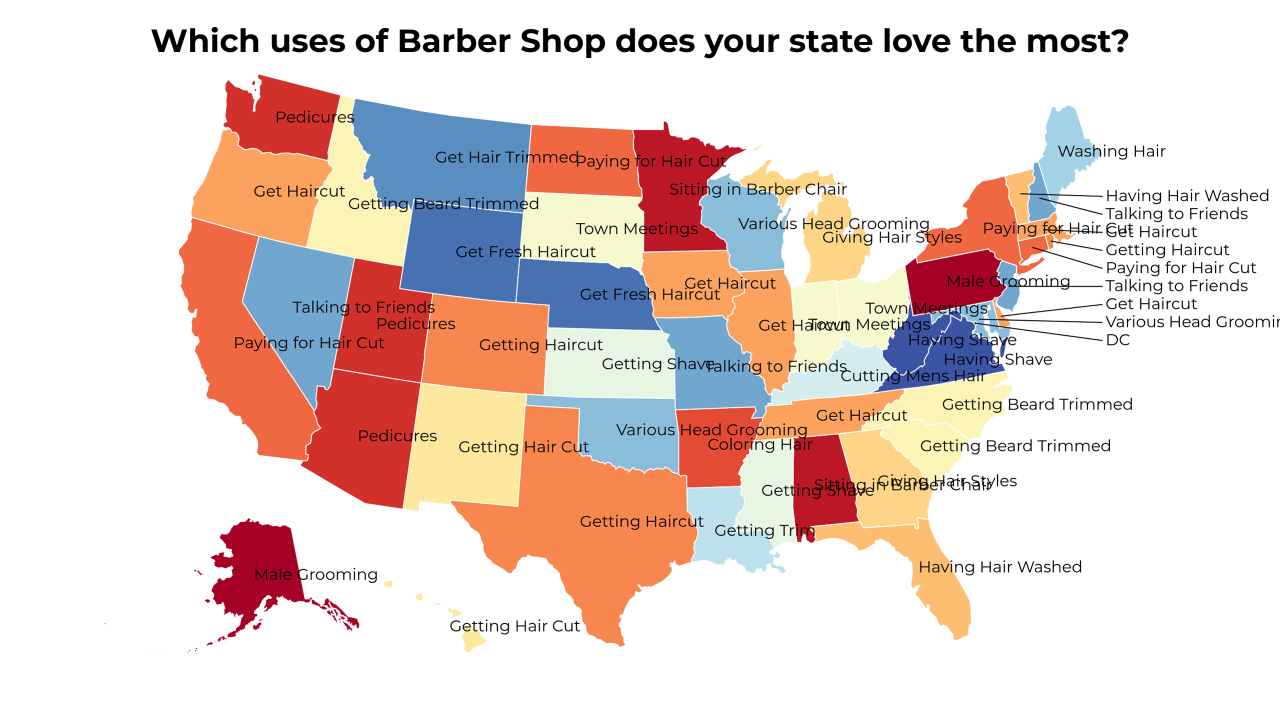 Which uses of Barber Shop does your state love the most?
Pedicures
Washing Hair
Get Hair Trimmed
Paying for Hair Cut
Get Haircut
Sitting in Barber Chair
Having Hair Washed
Getting Beard Trimmed
Talking to Friends
Town Meetings
Various Head Grooming
Paying for Hair Cut
Get Haircut
Giving Hair Styles
Getting Haircut
Get Fresh Haircut
Paying for Hair Cut
Male Grooming
Get Haircut
Talking to Friends
Get Fresh Haircut
Talking to Friends
Town Meetings
Get Haircut
Pedicures
Get Haircut
Town Meetings
Various Head Groomin
Paying for Hair Cut
Getting Haircut
Having Shave
DC
Getting Shave
Talking to Friends
Having Shave
Cutting Mens Hair
Getting Beard Trimmed
Get Haircut
Pedicures
Various Head Grooming
Getting Hair Cut
Coloring Hair
Getting Beard Trimmed
Getting Shave
Sitting in Barber Chair
Giving Hair Styles
Getting Haircut
Getting Trim
Having Hair Washed
Male Grooming
Getting Hair Cut